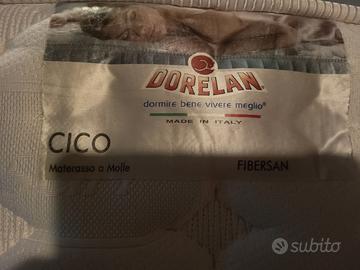 DORELAN®
dormire bene vivere meglio®
MADE IN ITALY
CICO
Materasso a Molle
FIBERSAN
subito